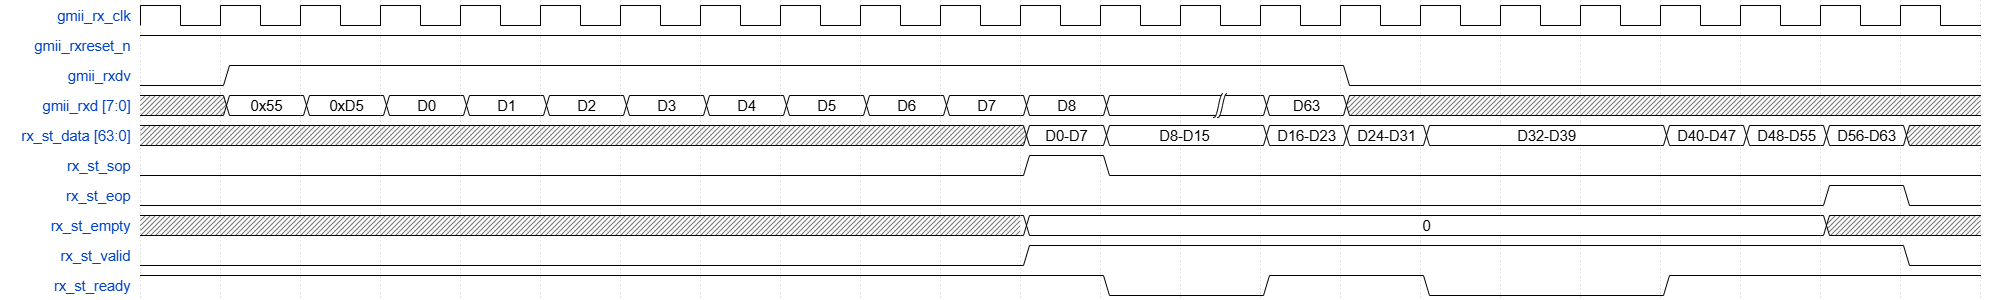 gmii_rx_clk
gmii_rxreset_n
gmii_rxdv
gmii_rxd [7:0] 0x55 0xD5 D0 D1 D2 D3 D4 D5 D6 D7 D8 D63
rx_st_data [63:0] D0-D7 D8-D15 D16-D23 D24-D31 D32-D39 D40-D47 D48-D55 D56-D63
rx_st_sop
rx_st_eop
rx_st_empty 0
rx_st_valid
rx_st_ready